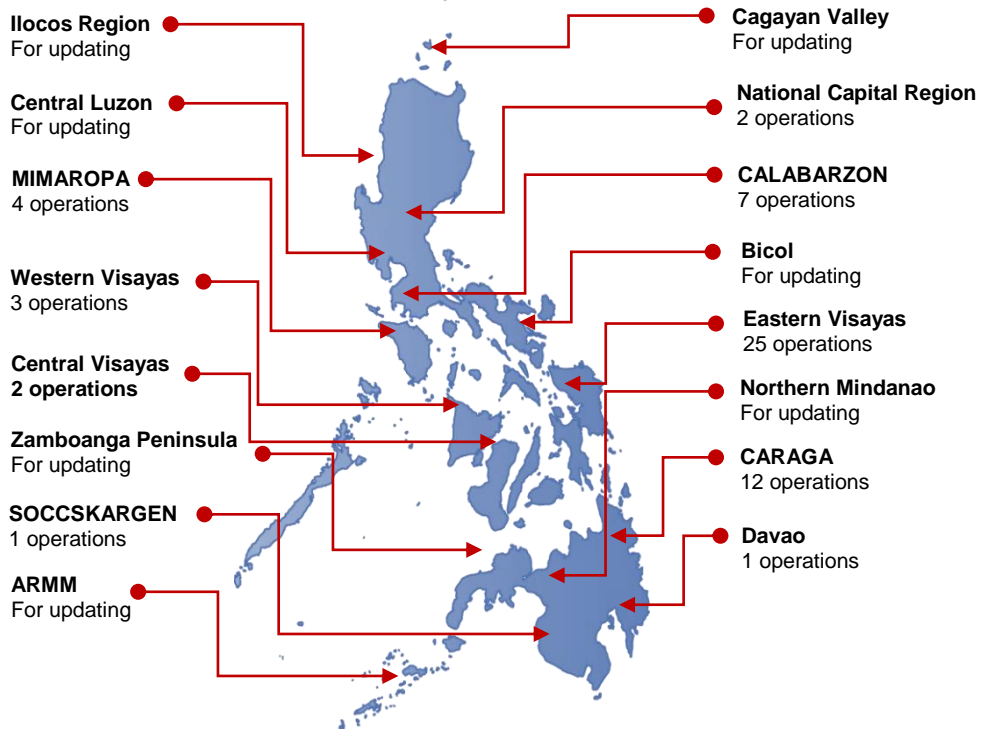 Ilocos Region
For updating
Central Luzon
For updating
MIMAROPA
4 operations
Western Visayas
3 operations
Central Visayas
2 operations
Zamboanga Peninsula
For updating
SOCCSKARGEN
1 operations
ARMM
For updating
Cagayan Valley
For updating
National Capital Region
2 operations
CALABARZON
7 operations
Bicol
For updating
Eastern Visayas
25 operations
Northern Mindanao
For updating
CARAGA
12 operations
Davao
1 operations